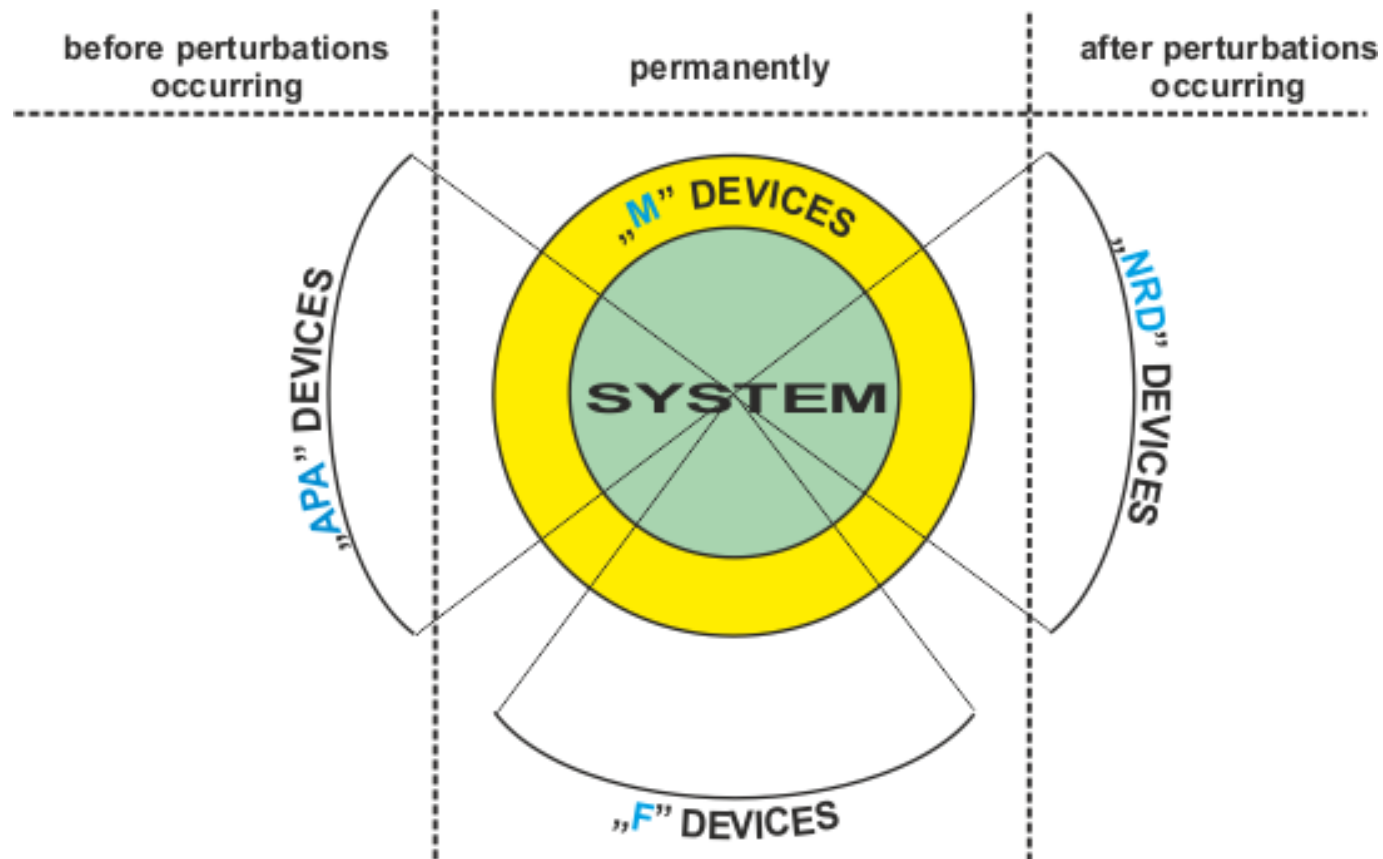 before perturbations
occurring
permanently
after perturbations
occurring
„M” DEVICES
„APA” DEVICES
SYSTEM
„NRD” DEVICES
„F” DEVICES